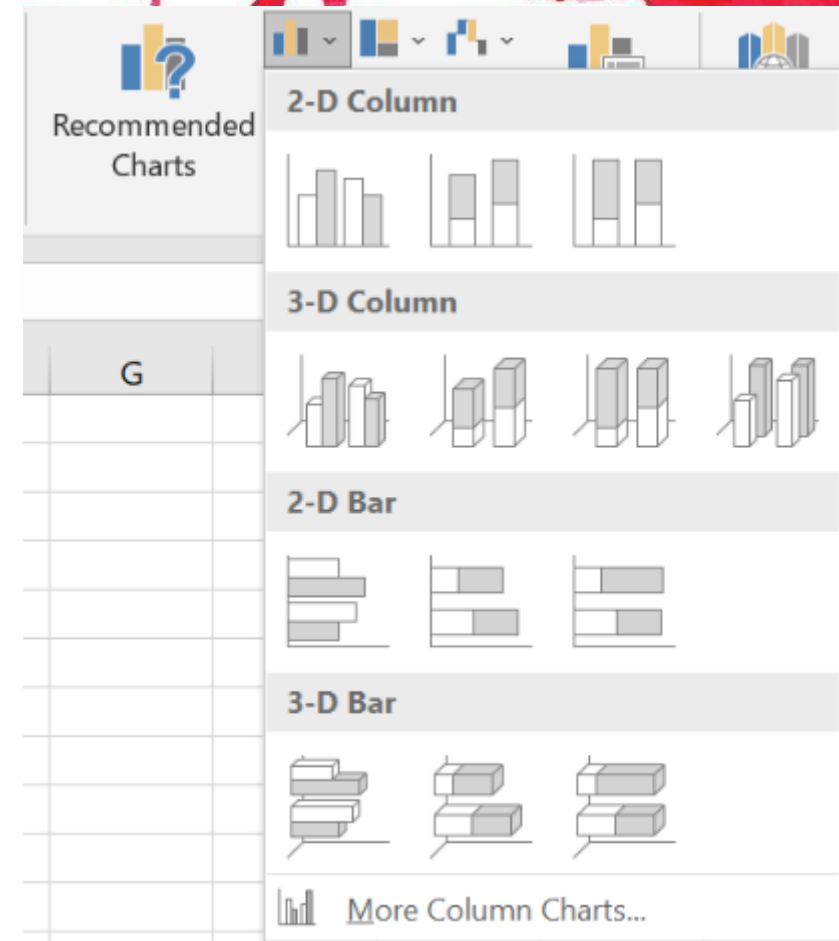 Recommended
Charts
G
2-D Column
3-D Column
2-D Bar
3-D Bar
More Column Charts...